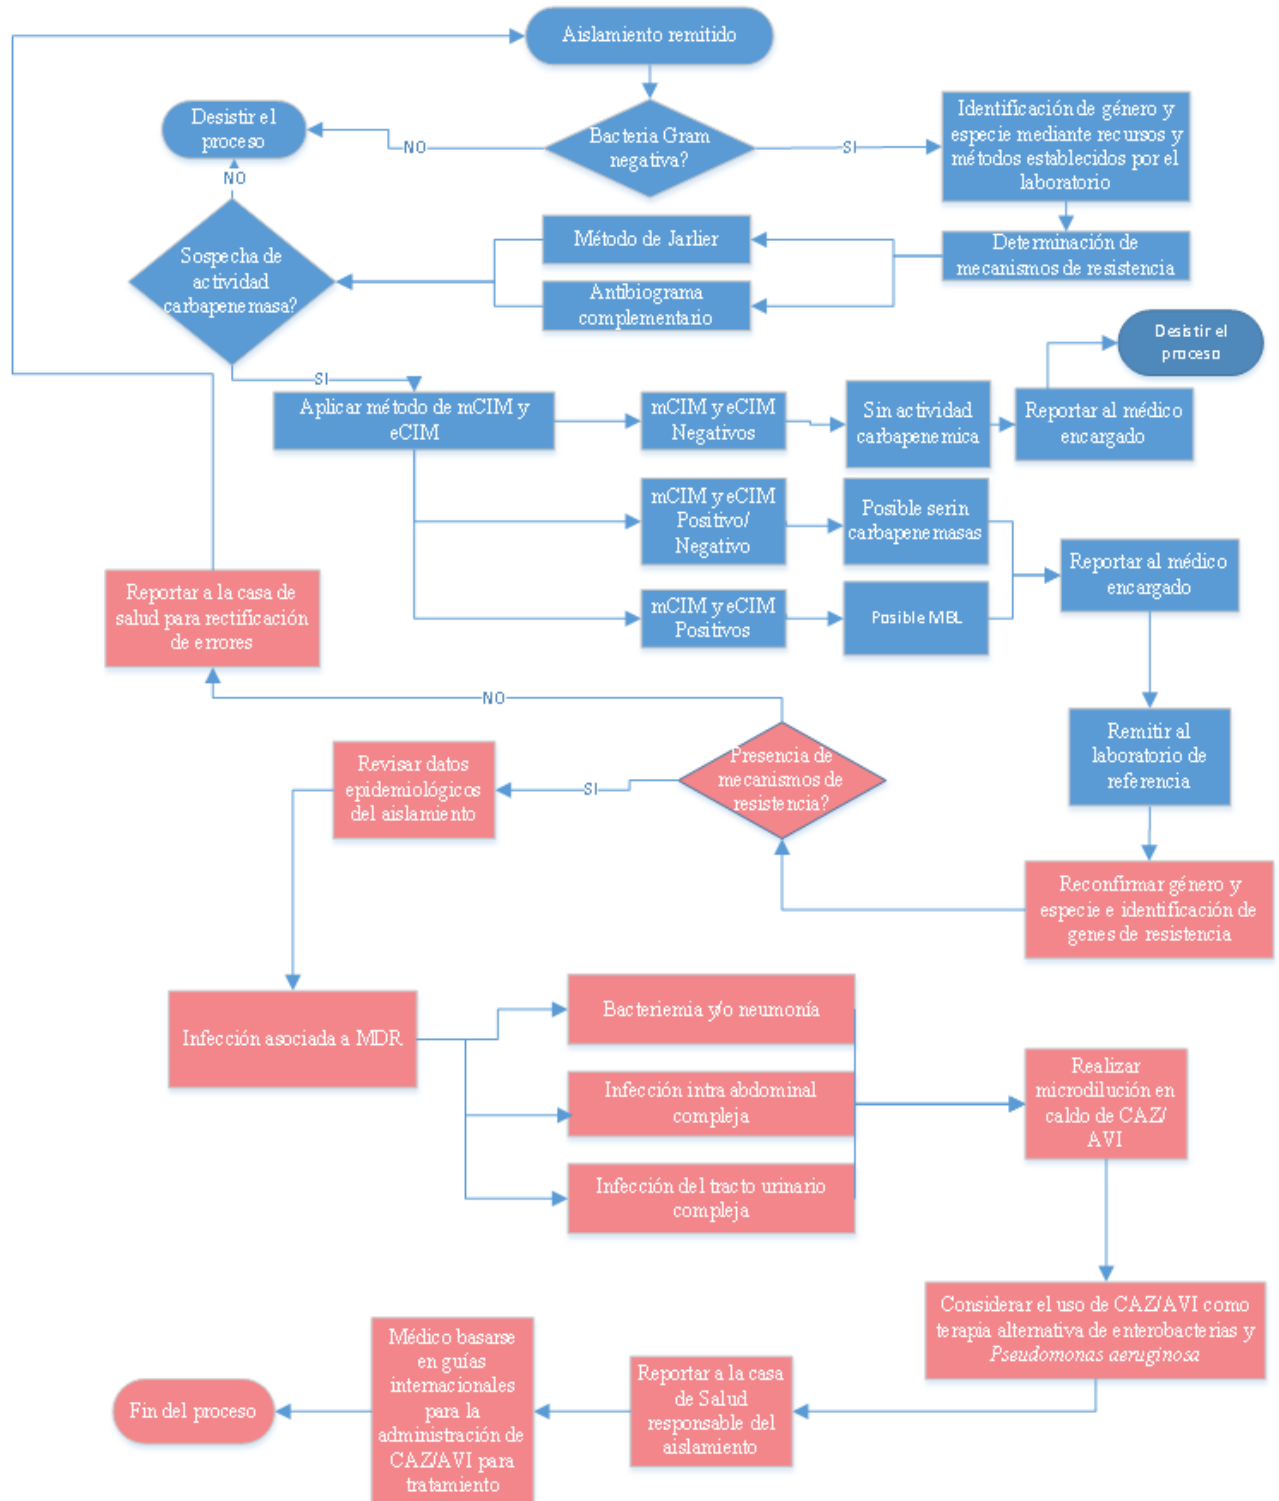 Aislamiento remitido
Desistir el
proceso
NO
Bacteria Gram
negativa?
SI
Identificación de género y
especie mediante recursos y
métodos establecidos por el
laboratorio
NO
Sospecha de
actividad
carbapenemasa?
Método de Jarlier
Antibiograma
complementario
Determinación de
mecanismos de resistencia
Desistir el
proceso
SI
Aplicar método de mCIM y
eCIM
mCIM y eCIM
Negativos
Sin actividad
carbapenemica
Reportar al médico
encargado
mCIM y eCIM
Positivo/
Negativo
Posible serin
carbapenemasas
mCIM y eCIM
Positivos
Posible MBL
Reportar al médico
encargado
Reportar a la casa de
salud para rectificación
de errores
NO
Remitir al
laboratorio de
referencia
Presencia de
mecanismos de
resistencia?
SI
Revisar datos
epidemiológicos
del aislamiento
Reconfirmar género y
especie e identificación de
genes de resistencia
Infección asociada a MDR
Bacteriemia y/o neumonía
Infección intra abdominal
compleja
Infección del tracto urinario
compleja
Realizar
microdilución en
caldo de CAZ/
AVI
Considerar el uso de CAZ/AVI como
terapia alternativa de enterobacterias y
Pseudomonas aeruginosa
Reportar a la casa
de Salud
responsable del
aislamiento
Médico basarse
en guías
internacionales
para la
administración de
CAZ/AVI para
tratamiento
Fin del proceso